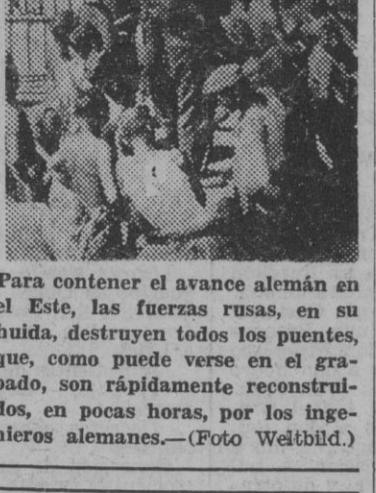 Para contener el avance alemán en
el Este, las fuerzas rusas, en su
huida, destruyen todos los puentes,
que, como puede verse en el gra-
bado, son rápidamente reconstrui-
dos, en pocas horas, por los inge-
nieros alemanes.—(Foto Weltbild.)